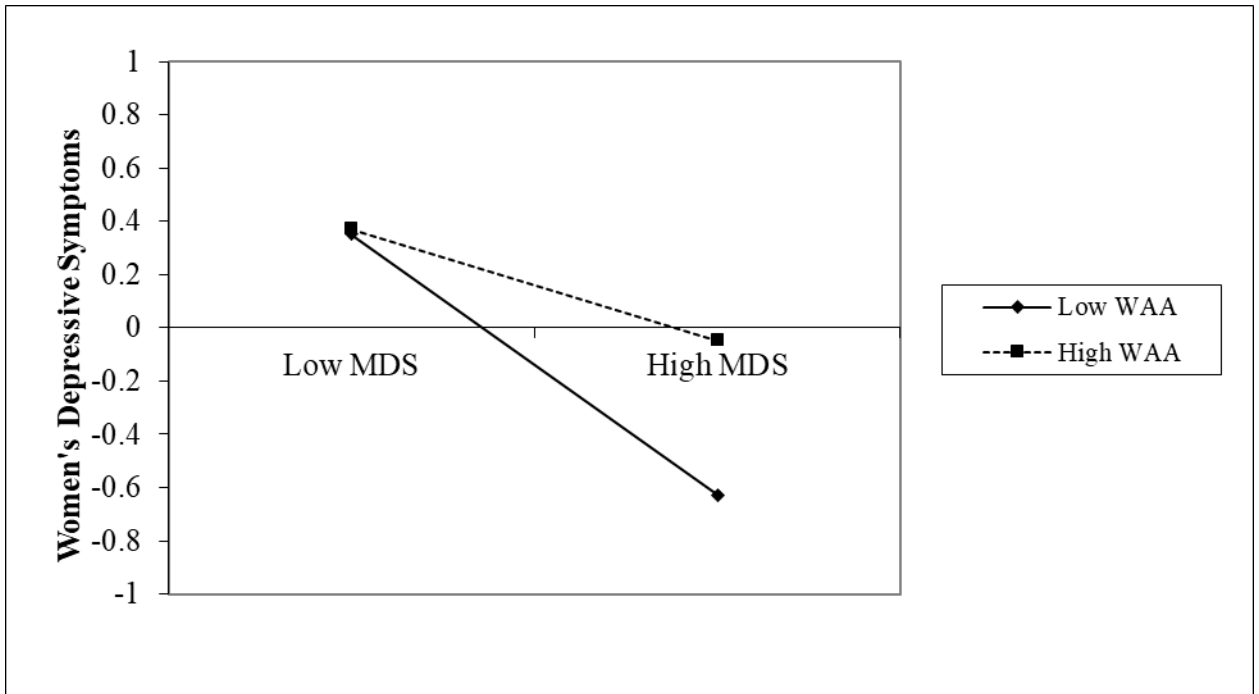 Women's Depressive Symptoms
1
0.8
0.6
0.4
0.2
0
-0.2
-0.4
-0.6
-0.8
-1
Low MDS
High MDS
Low WAA
High WAA